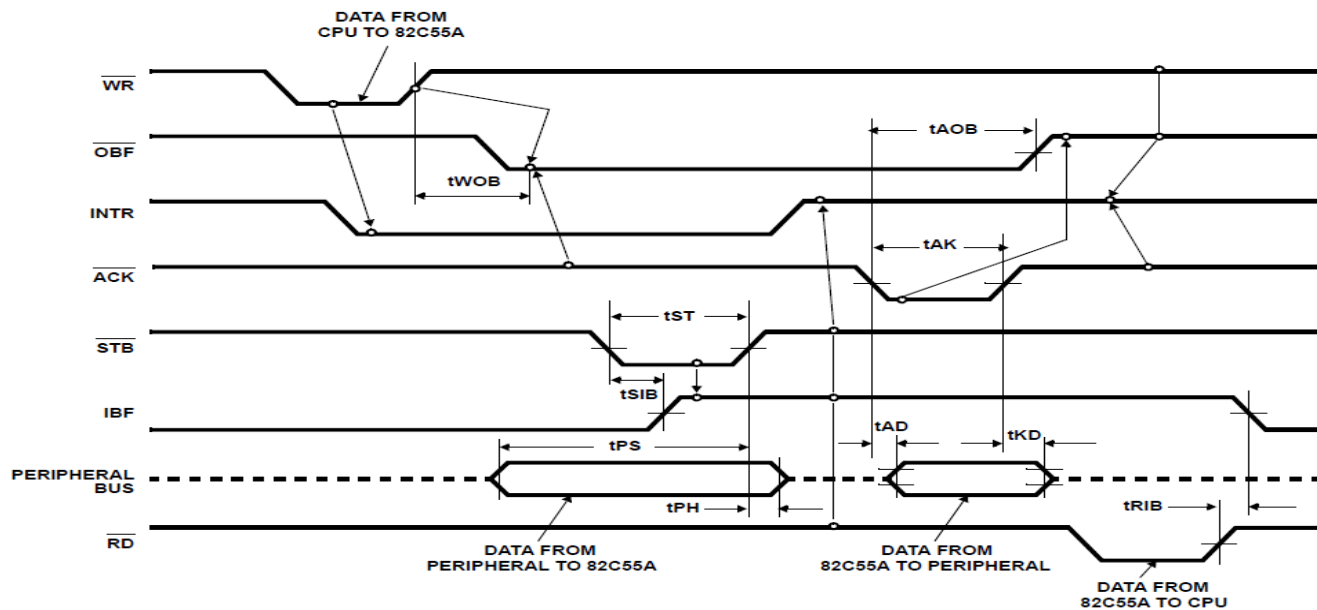 DATA FROM
CPU TO 82C55A
WR
OBF
tAOB
tWOB
INTR
tAK
ACK
tST
STB
tSIB
IBF
tAD
tKD
tPS
PERIPHERAL
BUS
tPH
tRIB
RD
DATA FROM
PERIPHERAL TO 82C55A
DATA FROM
82C55A TO PERIPHERAL
DATA FROM
82C55A TO CPU